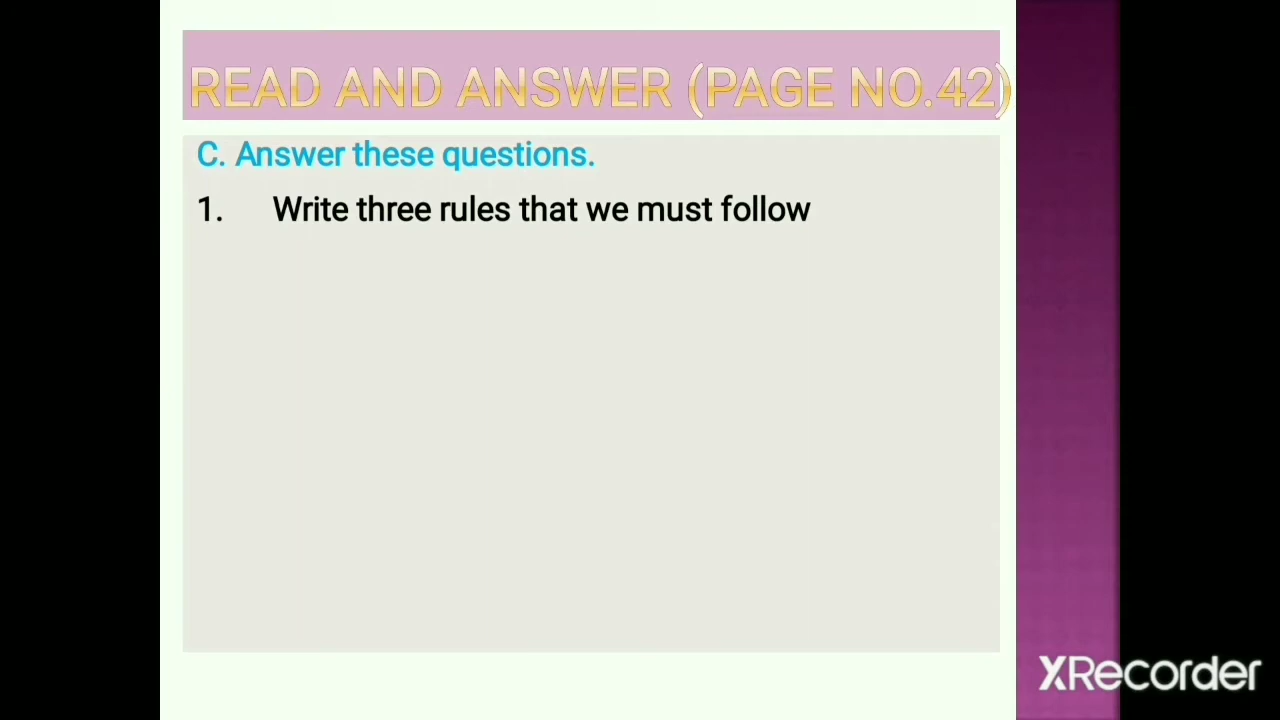 READ AND ANSWER (PAGE NO.42)
C. Answer these questions.
1. Write three rules that we must follow
XRecorder